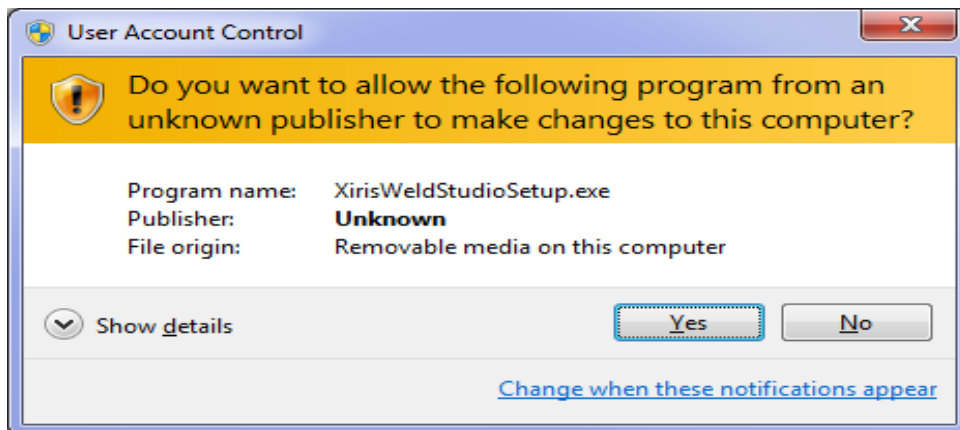 User Account Control
Do you want to allow the following program from an
unknown publisher to make changes to this computer?
Program name: XirisWeldStudioSetup.exe
Publisher: Unknown
File origin: Removable media on this computer
Show details
Yes
No
Change when these notifications appear